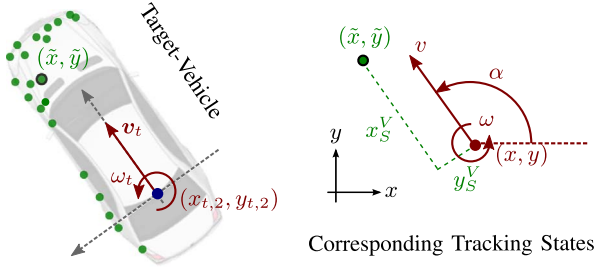 (x̃, ỹ)
Target-Vehicle
v_t
ω_t
(x_{t,2}, y_{t,2})
(x̃, ỹ)
v
α
x_S^V
ω
y
(x, y)
y_S^V
x
Corresponding Tracking States